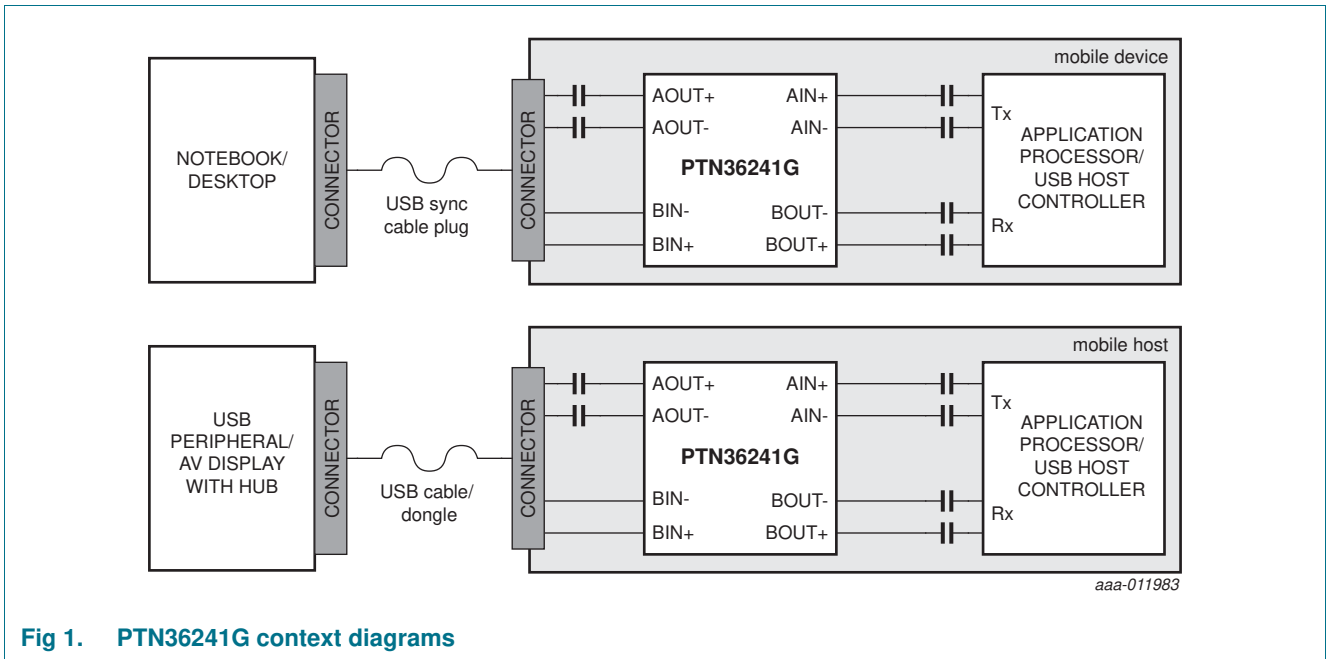 mobile device
NOTEBOOK/
DESKTOP
CONNECTOR
USB sync
cable plug
CONNECTOR
AOUT+
AIN+
AOUT-
AIN-
PTN36241G
BIN-
BOUT-
BIN+
BOUT+
Tx
APPLICATION
PROCESSOR/
USB HOST
CONTROLLER
Rx
mobile host
USB
PERIPHERAL/
AV DISPLAY
WITH HUB
CONNECTOR
USB cable/
dongle
CONNECTOR
AOUT+
AIN+
AOUT-
AIN-
PTN36241G
BIN-
BOUT-
BIN+
BOUT+
Tx
APPLICATION
PROCESSOR/
USB HOST
CONTROLLER
Rx
aaa-011983
Fig 1. PTN36241G context diagrams